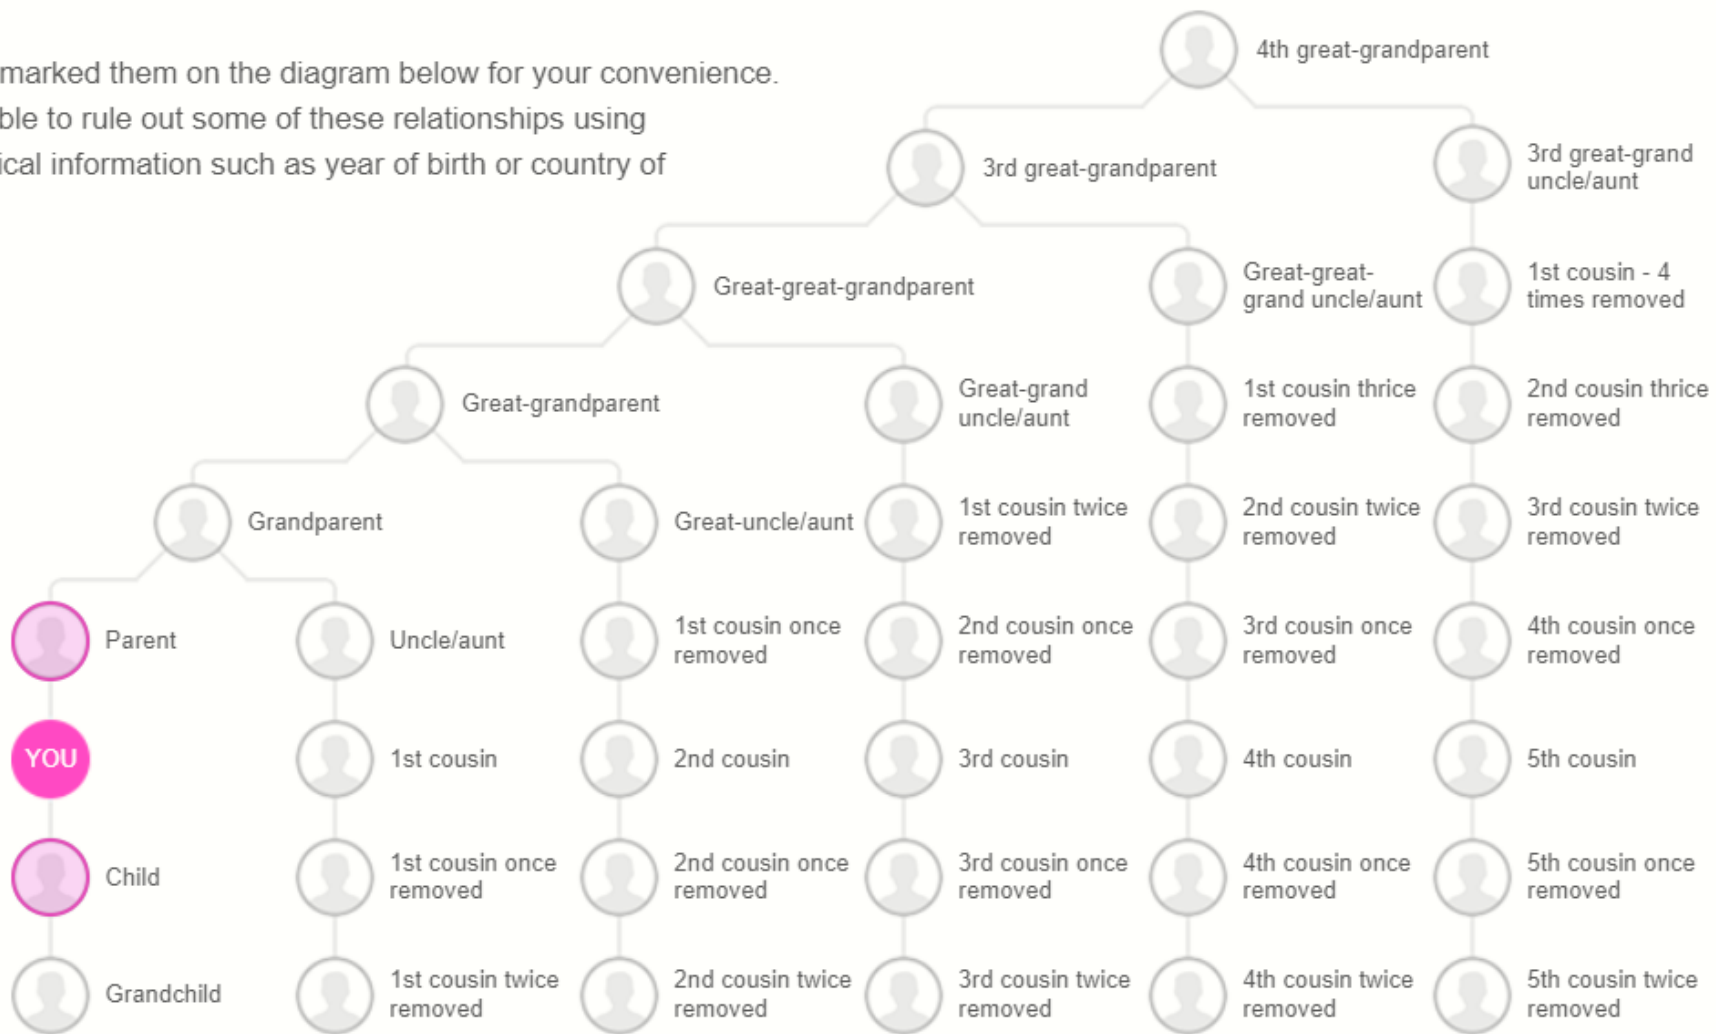 4th great-grandparent
marked them on the diagram below for your convenience.
ble to rule out some of these relationships using
ical information such as year of birth or country of
3rd great-grandparent
3rd great-grand
uncle/aunt
Great-great-grandparent
Great-great-
grand uncle/aunt
1st cousin - 4
times removed
Great-grandparent
Great-grand
uncle/aunt
1st cousin thrice
removed
2nd cousin thrice
removed
Grandparent
Great-uncle/aunt
1st cousin twice
removed
2nd cousin twice
removed
3rd cousin twice
removed
Parent
Uncle/aunt
1st cousin once
removed
2nd cousin once
removed
3rd cousin once
removed
4th cousin once
removed
YOU
1st cousin
2nd cousin
3rd cousin
4th cousin
5th cousin
Child
1st cousin once
removed
2nd cousin once
removed
3rd cousin once
removed
4th cousin once
removed
5th cousin once
removed
Grandchild
1st cousin twice
removed
2nd cousin twice
removed
3rd cousin twice
removed
4th cousin twice
removed
5th cousin twice
removed